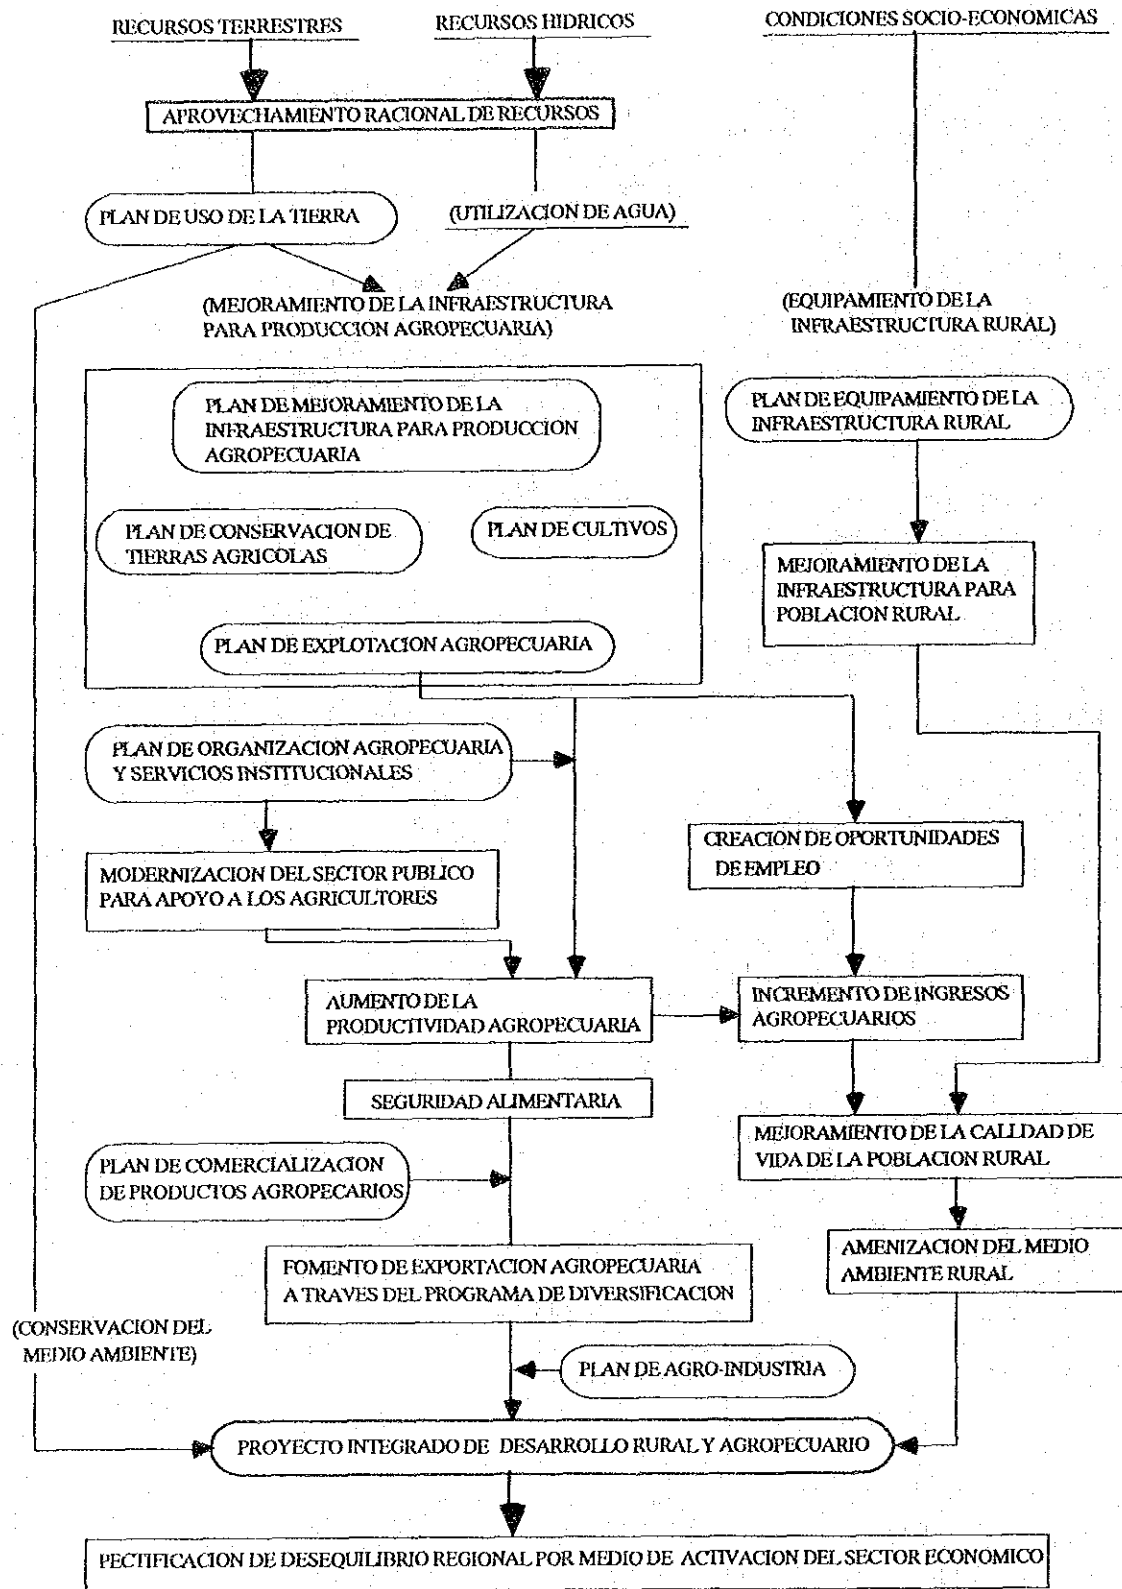 RECURSOS TERRESTRES
RECURSOS HIDRICOS
CONDICIONES SOCIO-ECONOMICAS
APROVECHAMIENTO RACIONAL DE RECURSOS
PLAN DE USO DE LA TIERRA
(UTILIZACION DE AGUA)
(MEJORAMIENTO DE LA INFRAESTRUCTURA
PARA PRODUCCION AGROPECUARIA)
(EQUIPAMIENTO DE LA
INFRAESTRUCTURA RURAL)
PLAN DE MEJORAMIENTO DE LA
INFRAESTRUCTURA PARA PRODUCCION
AGROPECUARIA
PLAN DE EQUIPAMIENTO DE LA
INFRAESTRUCTURA RURAL
PLAN DE CONSERVACION DE
TIERRAS AGRICOLAS
PLAN DE CULTIVOS
MEJORAMIENTO DE LA
INFRAESTRUCTURA PARA
POBLACION RURAL
PLAN DE EXPLOTACION AGROPECUARIA
PLAN DE ORGANIZACION AGROPECUARIA
Y SERVICIOS INSTITUCIONALES
CREACION DE OPORTUNIDADES
DE EMPLEO
MODERNIZACION DEL SECTOR PUBLICO
PARA APOYO A LOS AGRICULTORES
AUMENTO DE LA
PRODUCTIVIDAD AGROPECUARIA
INCREMENTO DE INGRESOS
AGROPECUARIOS
SEGURIDAD ALIMENTARIA
MEJORAMIENTO DE LA CALLDAD DE
VIDA DE LA POBLACION RURAL
PLAN DE COMERCIALIZACION
DE PRODUCTOS AGROPECARIOS
AMENIZACION DEL MEDIO
AMBIENTE RURAL
FOMENTO DE EXPORTACION AGROPECUARIA
A TRAVES DEL PROGRAMA DE DIVERSIFICACION
(CONSERVACION DEL
MEDIO AMBIENTE)
PLAN DE AGRO-INDUSTRIA
PROYECTO INTEGRADO DE DESARROLLO RURAL Y AGROPECUARIO
PECTIFICACION DE DESEQUILIBRIO REGIONAL POR MEDIO DE ACTIVACION DEL SECTOR ECONOMICO